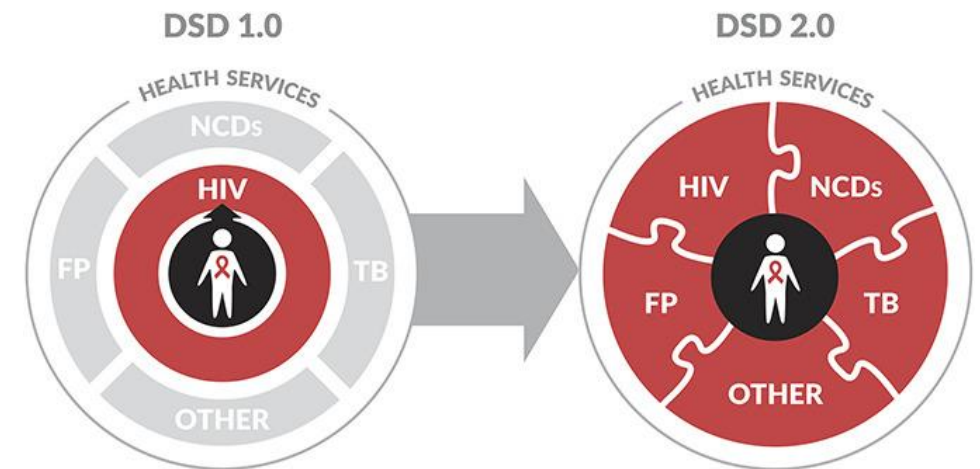 DSD 1.0
HEALTH SERVICES
NCDs
HIV
FP
TB
OTHER
DSD 2.0
HEALTH SERVICES
HIV
NCDs
FP
TB
OTHER